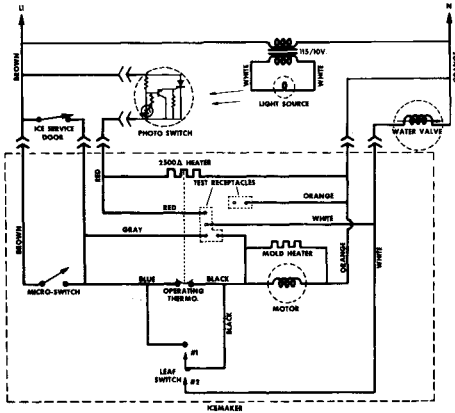 L1
N
115/10V.
BROWN
WHITE
WHITE
ORANGE
LIGHT SOURCE
ICE SERVICE
DOOR
PHOTO SWITCH
WATER VALVE
2500Ω HEATER
RED
TEST RECEPTACLES
ORANGE
RED
WHITE
GRAY
BROWN
MOLD HEATER
ORANGE
WHITE
BLUE
BLACK
MICRO-SWITCH
OPERATING
THERMO.
MOTOR
BLACK
#1
LEAF
SWITCH
#2
ICEMAKER